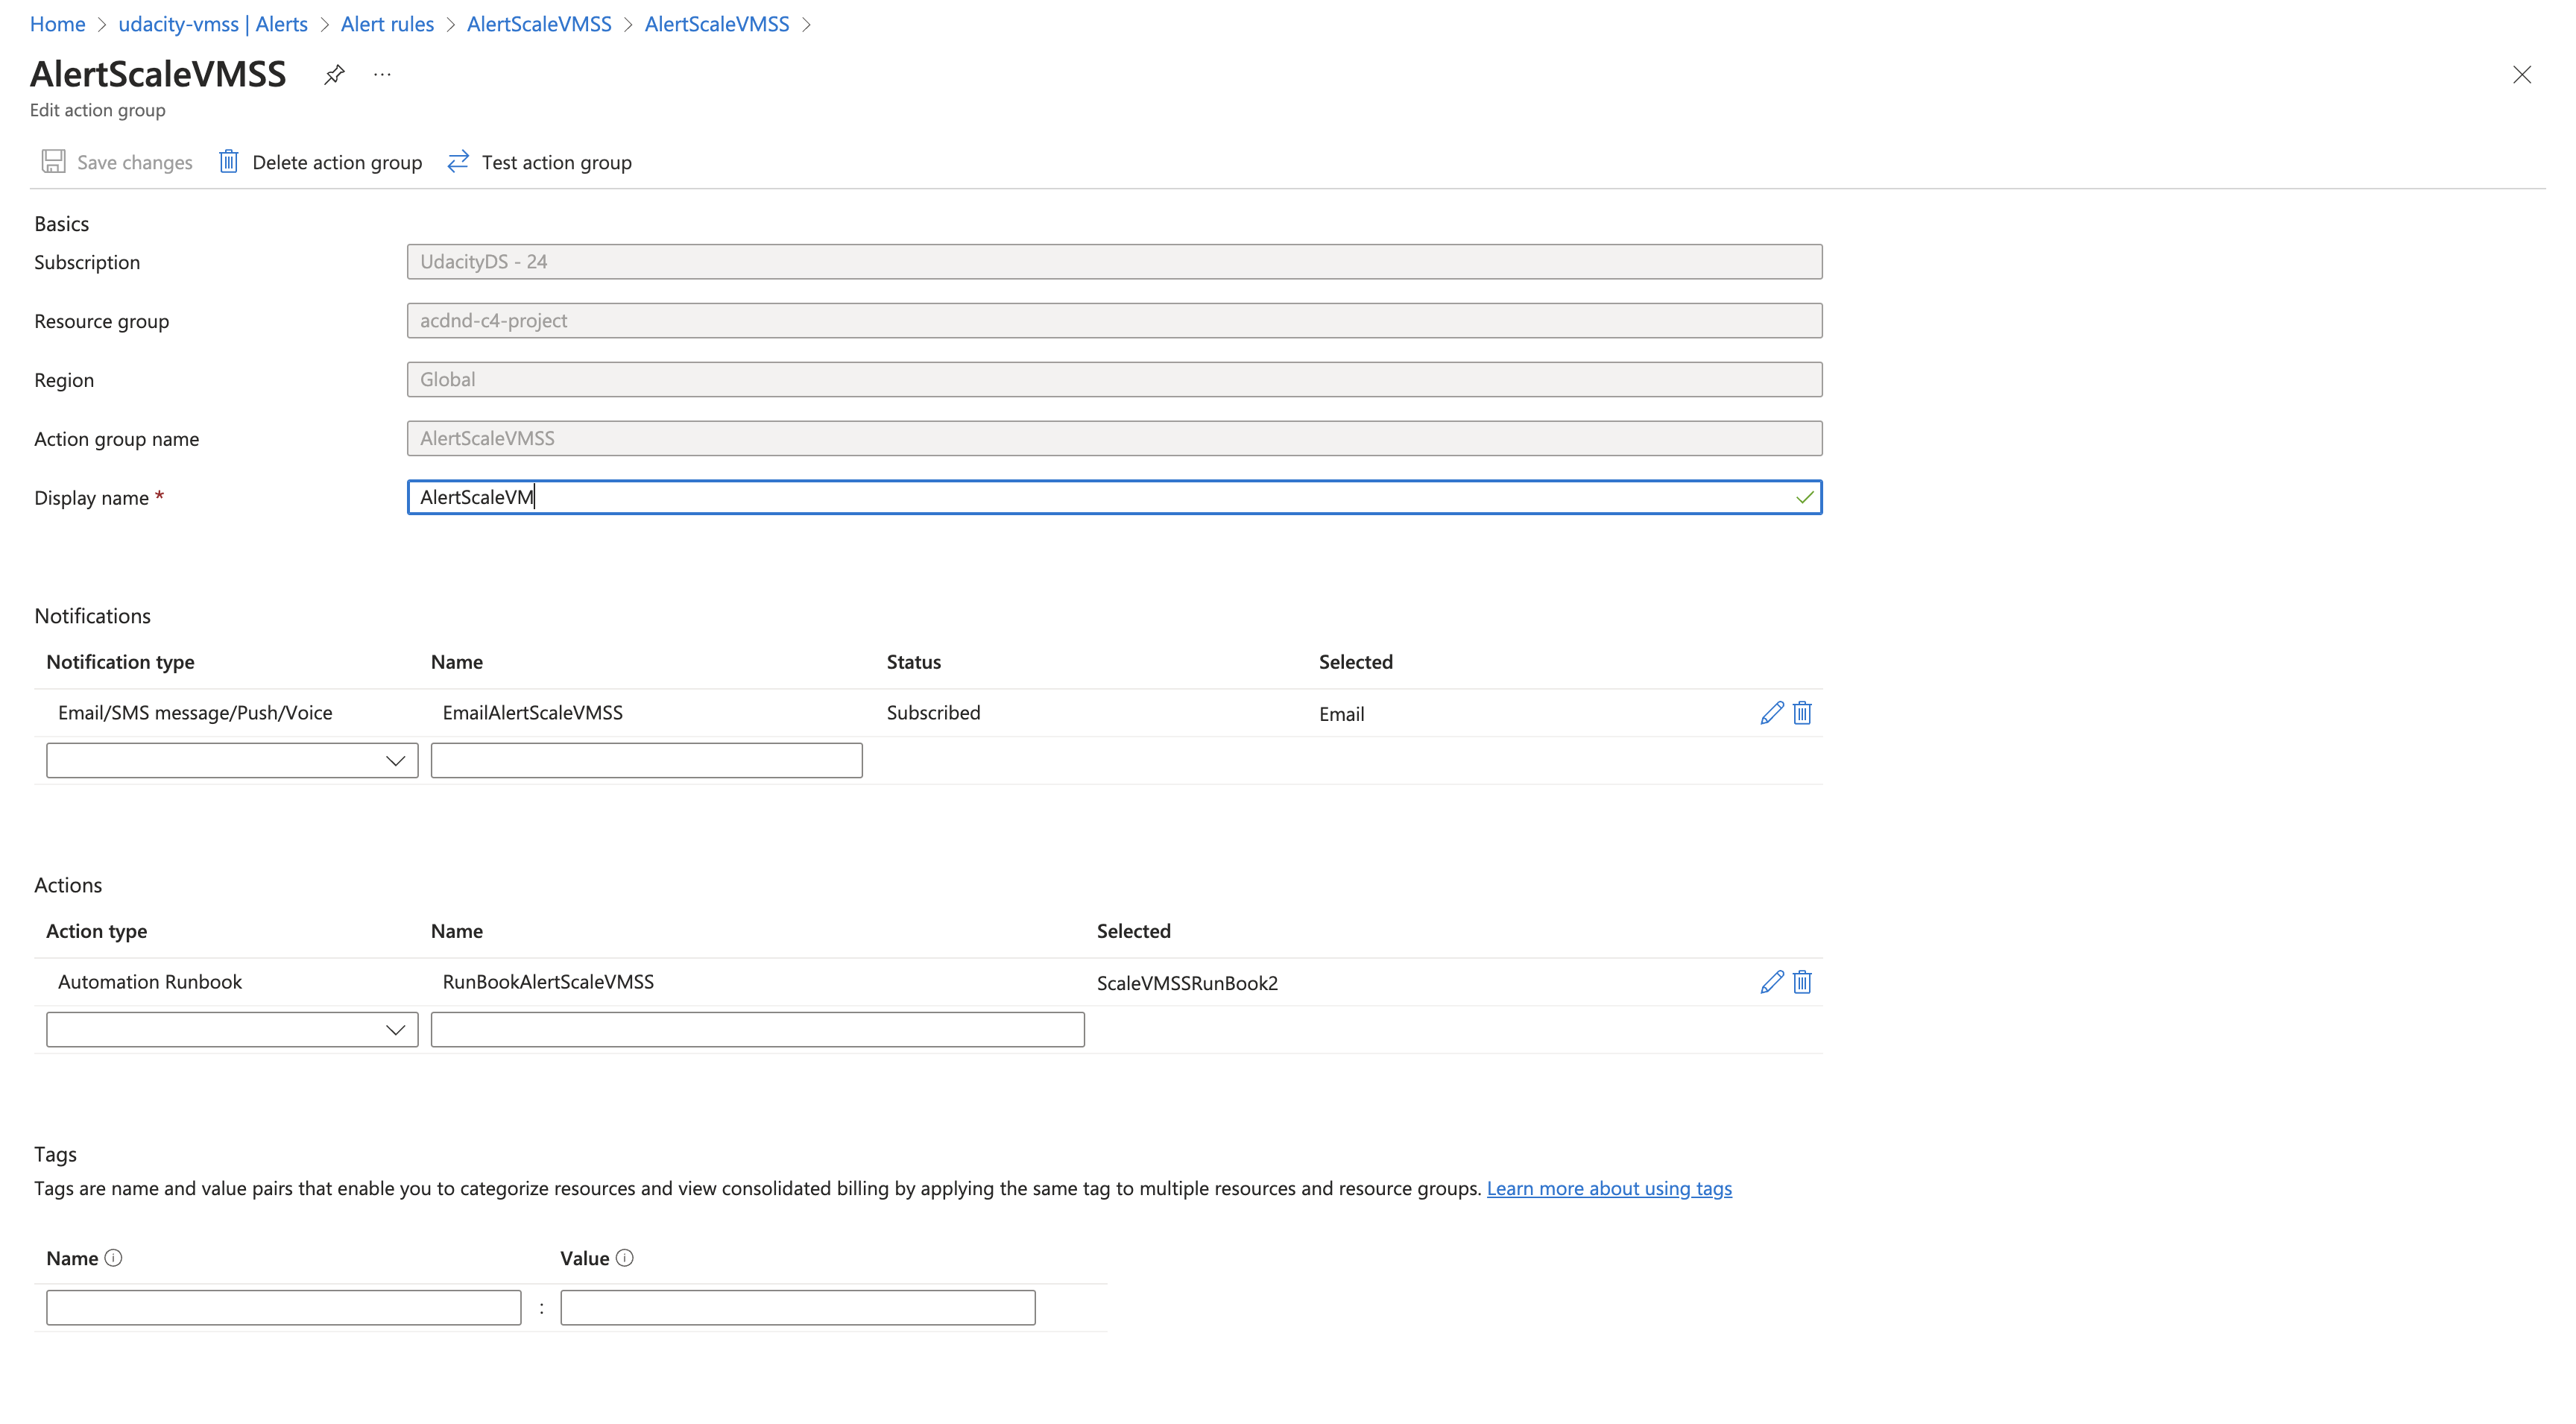 Home > udacity-vmss | Alerts > Alert rules > AlertScaleVMSS > AlertScaleVMSS >
AlertScaleVMSS ...
Edit action group
Save changes Delete action group Test action group
Basics
Subscription UdacityDS - 24
Resource group acdnd-c4-project
Region Global
Action group name AlertScaleVMSS
Display name * AlertScaleVM
Notifications
Notification type Name Status Selected
Email/SMS message/Push/Voice EmailAlertScaleVMSS Subscribed Email
Actions
Action type Name Selected
Automation Runbook RunBookAlertScaleVMSS ScaleVMSSRunBook2
Tags
Tags are name and value pairs that enable you to categorize resources and view consolidated billing by applying the same tag to multiple resources and resource groups. Learn more about using tags
Name Value
: